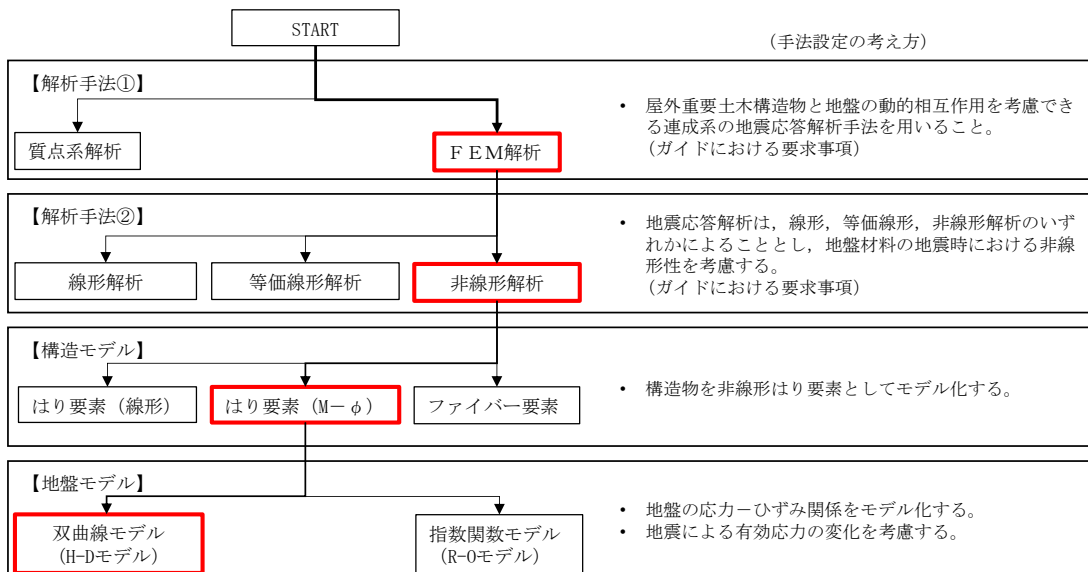 START
(手法設定の考え方)
【解析手法①】
質点系解析
ＦＥＭ解析
• 屋外重要土木構造物と地盤の動的相互作用を考慮でき
る連成系の地震応答解析手法を用いること。
(ガイドにおける要求事項)
【解析手法②】
線形解析
等価線形解析
非線形解析
• 地震応答解析は，線形，等価線形，非線形解析のいず
れかによることとし，地盤材料の地震時における非線
形性を考慮する。
(ガイドにおける要求事項)
【構造モデル】
はり要素（線形）
はり要素（M－φ）
ファイバー要素
• 構造物を非線形はり要素としてモデル化する。
【地盤モデル】
双曲線モデル
(H-Dモデル)
指数関数モデル
(R-Oモデル)
• 地盤の応力－ひずみ関係をモデル化する。
• 地震による有効応力の変化を考慮する。